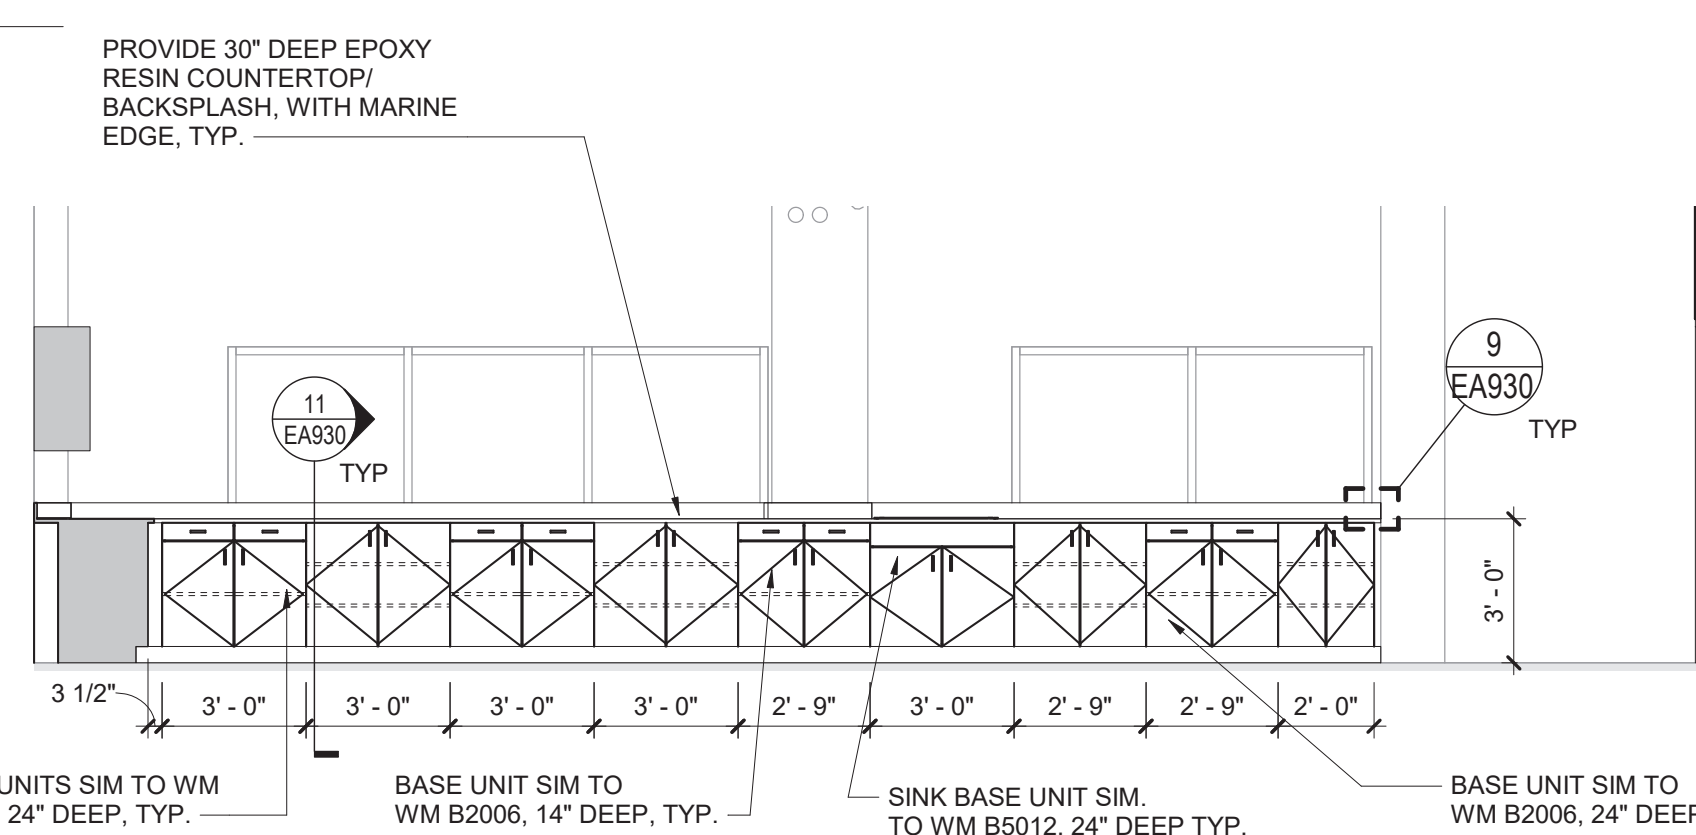 PROVIDE 30" DEEP EPOXY
RESIN COUNTERTOP/
BACKSPLASH, WITH MARINE
EDGE, TYP.
9
EA930
TYP
11
EA930
TYP
3' - 0"
3 1/2"
3' - 0"
3' - 0"
3' - 0"
3' - 0"
2' - 9"
3' - 0"
2' - 9"
2' - 9"
2' - 0"
UNITS SIM TO WM
24" DEEP, TYP.
BASE UNIT SIM TO
WM B2006, 14" DEEP, TYP.
SINK BASE UNIT SIM.
TO WM B5012, 24" DEEP TYP.
BASE UNIT SIM TO
WM B2006, 24" DEEP